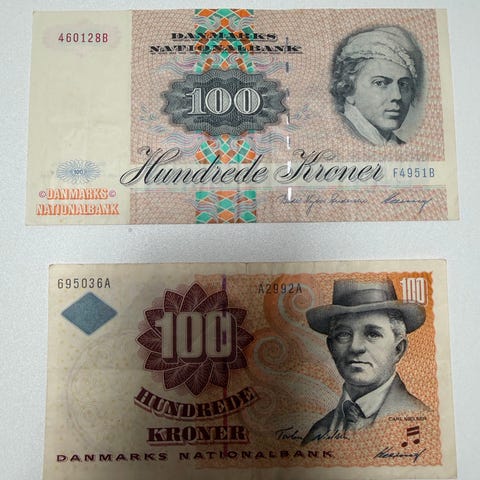 460128B
DANMARKS
NATIONALBANK
100
Hundrede Kroner
F4951B
100
©DANMARKS©
NATIONALBANK
695036A
A2992A
100
100
CARL NIELSEN
HUNDREDE
KRONER
DANMARKS NATIONALBANK